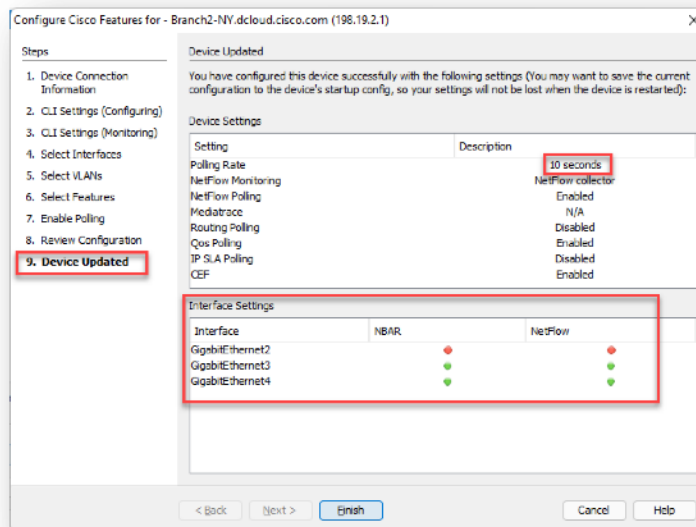 Configure Cisco Features for - Branch2-NY.dcloud.cisco.com (198.19.2.1)
Steps
1. Device Connection
Information
2. CLI Settings (Configuring)
3. CLI Settings (Monitoring)
4. Select Interfaces
5. Select VLANs
6. Select Features
7. Enable Polling
8. Review Configuration
9. Device Updated
Device Updated
You have configured this device successfully with the following settings (You may want to save the current
configuration to the device's startup config, so your settings will not be lost when the device is restarted):
Device Settings
Setting Description
Polling Rate 10 seconds
NetFlow Monitoring NetFlow collector
NetFlow Polling Enabled
Mediatrace N/A
Routing Polling Disabled
Qos Polling Enabled
IP SLA Polling Disabled
CEF Enabled
Interface Settings
Interface NBAR NetFlow
GigabitEthernet2
GigabitEthernet3
GigabitEthernet4
< Back Next > Finish Cancel Help